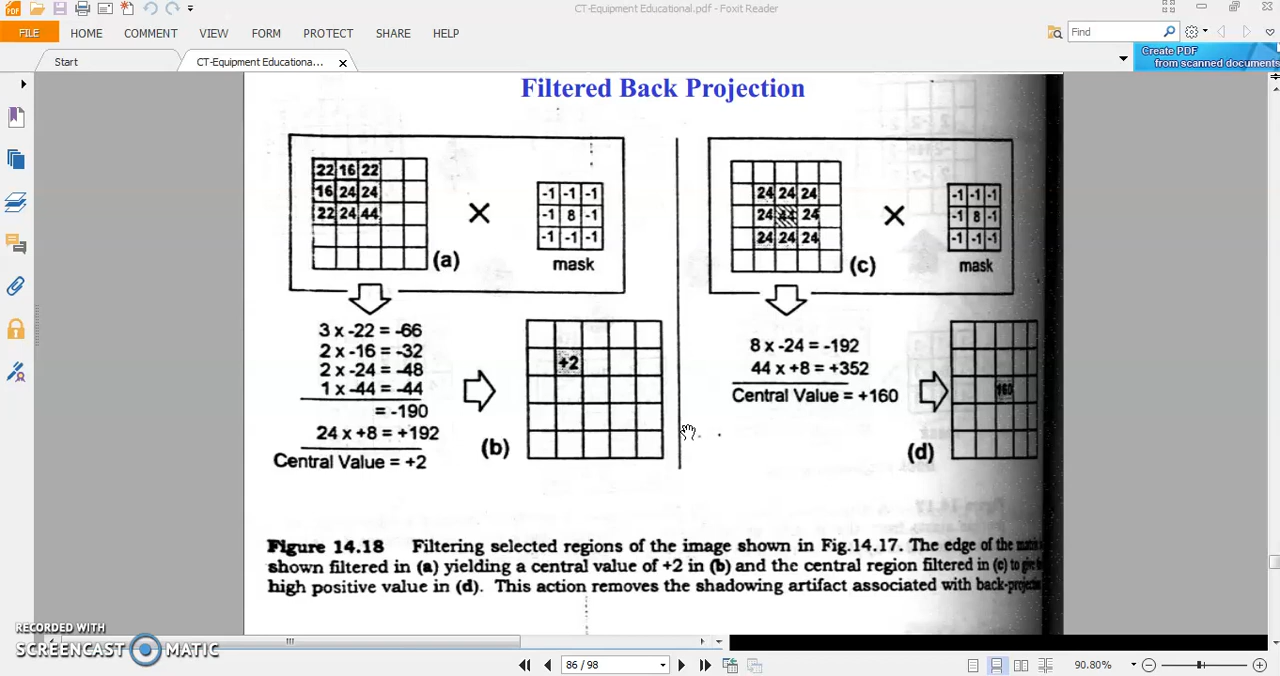 CT-Equipment Educational.pdf - Foxit Reader
FILE HOME COMMENT VIEW FORM PROTECT SHARE HELP
Find
Start
CT-Equipment Educationa...
Create PDF
from scanned documents
Filtered Back Projection
22 16 22
16 24 24
22 24 44
×
-1 -1 -1
-1 8 -1
-1 -1 -1
mask
(a)
3 x -22 = -66
2 x -16 = -32
2 x -24 = -48
1 x -44 = -44
= -190
24 x +8 = +192
Central Value = +2
+2
(b)
24 24 24
24 44 24
24 24 24
×
-1 -1 -1
-1 8 -1
-1 -1 -1
mask
(c)
8 x -24 = -192
44 x +8 = +352
Central Value = +160
160
(d)
Figure 14.18 Filtering selected regions of the image shown in Fig.14.17. The edge of the
shown filtered in (a) yielding a central value of +2 in (b) and the central region filtered in (c) to
high positive value in (d). This action removes the shadowing artifact associated with
RECORDED WITH
SCREENCAST MATIC
86 / 98
90.80%